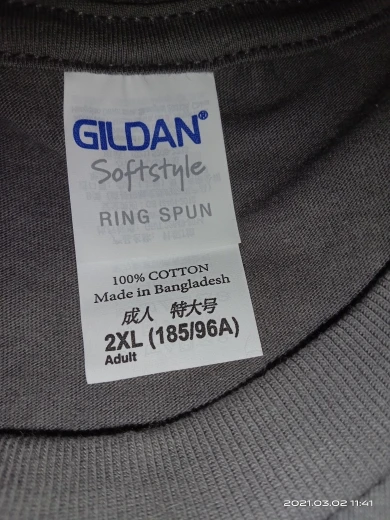 GILDAN®
Softstyle
RING SPUN
100% COTTON
Made in Bangladesh
成人 特大号
2XL (185/96A)
Adult
2021.03.02 11:41